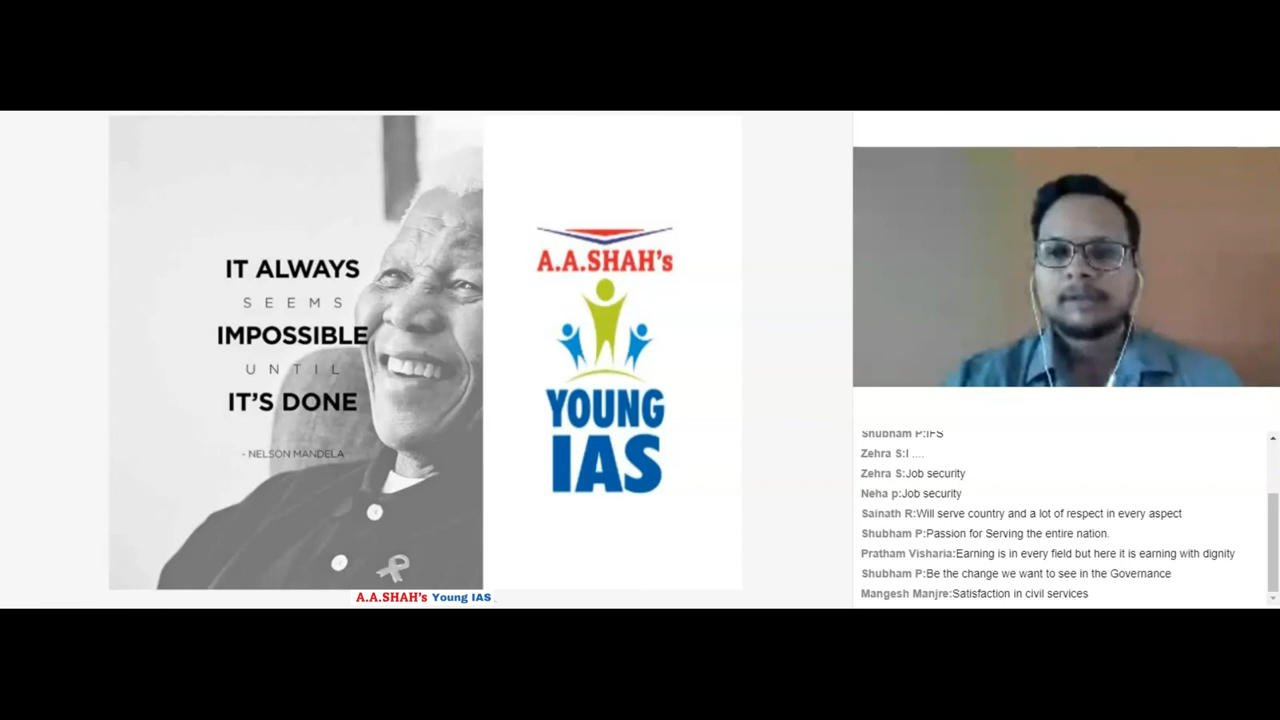 IT ALWAYS
SEEMS
IMPOSSIBLE
UNTIL
IT'S DONE
- NELSON MANDELA
A.A.SHAH's
YOUNG
IAS
A.A.SHAH's Young IAS
Shubham P:IFS
Zehra S:I ....
Zehra S:Job security
Neha p:Job security
Sainath R:Will serve country and a lot of respect in every aspect
Shubham P:Passion for Serving the entire nation.
Pratham Visharia:Earning is in every field but here it is earning with dignity
Shubham P:Be the change we want to see in the Governance
Mangesh Manjre:Satisfaction in civil services